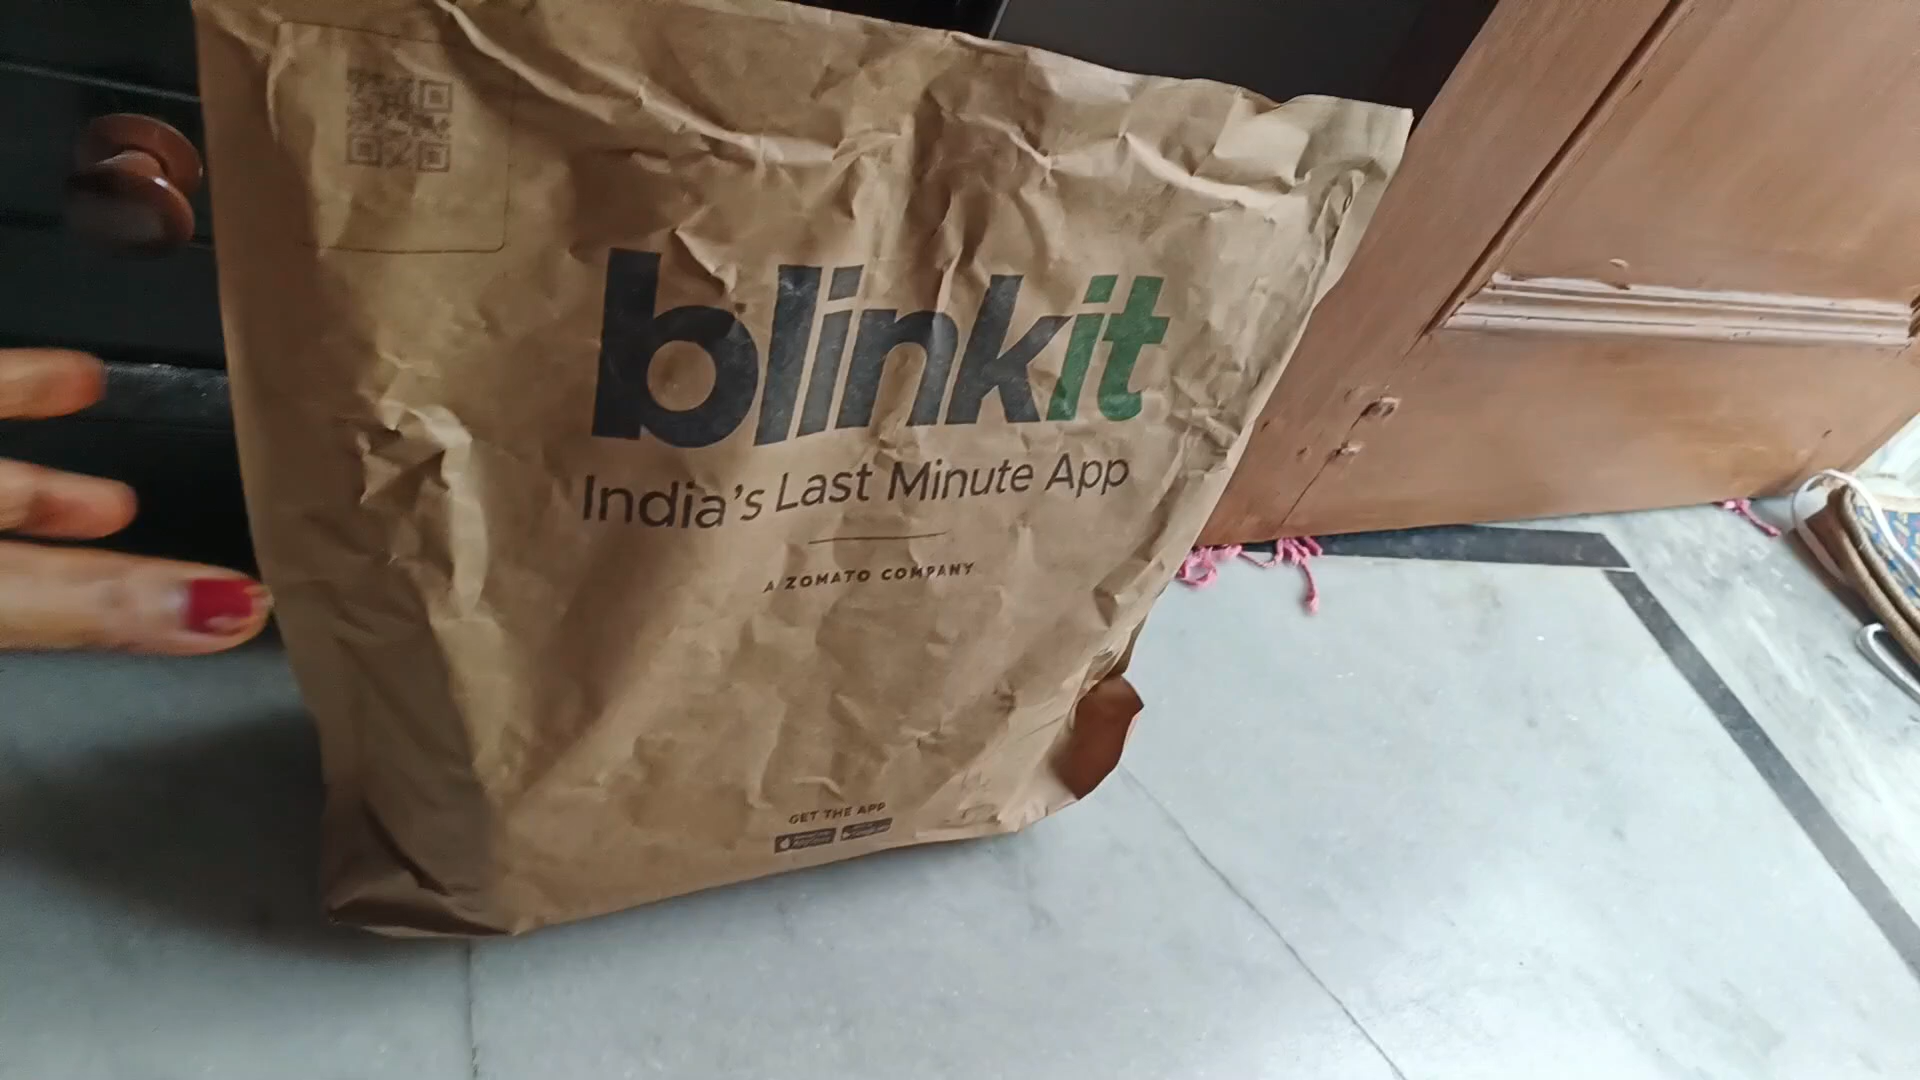 blinkit
India's Last Minute App
A ZOMATO COMPANY
GET THE APP